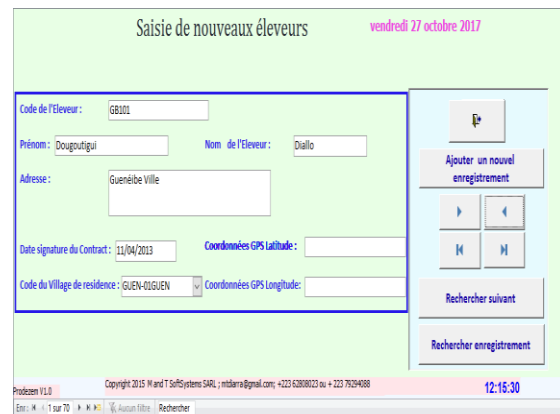 Saisie de nouveaux éleveurs
vendredi 27 octobre 2017
Code de l'Eleveur : GB101
Prénom : Dougoutigui Nom de l'Eleveur : Diallo
Adresse : Guenéibe Ville
Ajouter un nouvel
enregistrement
Date signature du Contract : 11/04/2013 Coordonnées GPS Latitude :
Code du Village de residence : GUEN-01GUEN Coordonnées GPS Longitude:
Rechercher suivant
Rechercher enregistrement
Prodezem V1.0 Copyright 2015 M and T SoftSystems SARL ; mtdiarra@gmail.com; +223 62808023 ou + 223 79294088 12:15:30
Enr : 1 sur 70 Aucun filtre Rechercher